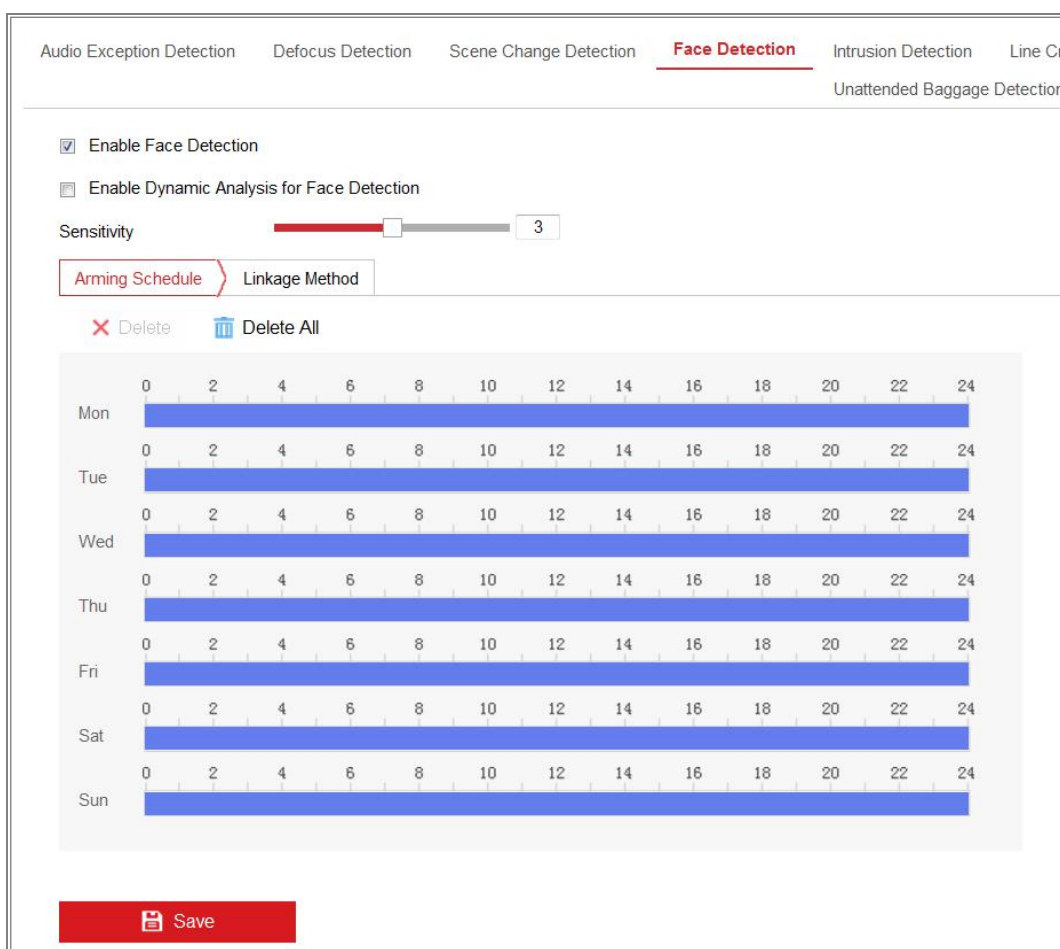 Audio Exception Detection Defocus Detection Scene Change Detection Face Detection Intrusion Detection Line Cr
Unattended Baggage Detection
Enable Face Detection
Enable Dynamic Analysis for Face Detection
Sensitivity 3
Arming Schedule Linkage Method
Delete Delete All
0 2 4 6 8 10 12 14 16 18 20 22 24
Mon
0 2 4 6 8 10 12 14 16 18 20 22 24
Tue
0 2 4 6 8 10 12 14 16 18 20 22 24
Wed
0 2 4 6 8 10 12 14 16 18 20 22 24
Thu
0 2 4 6 8 10 12 14 16 18 20 22 24
Fri
0 2 4 6 8 10 12 14 16 18 20 22 24
Sat
0 2 4 6 8 10 12 14 16 18 20 22 24
Sun
Save